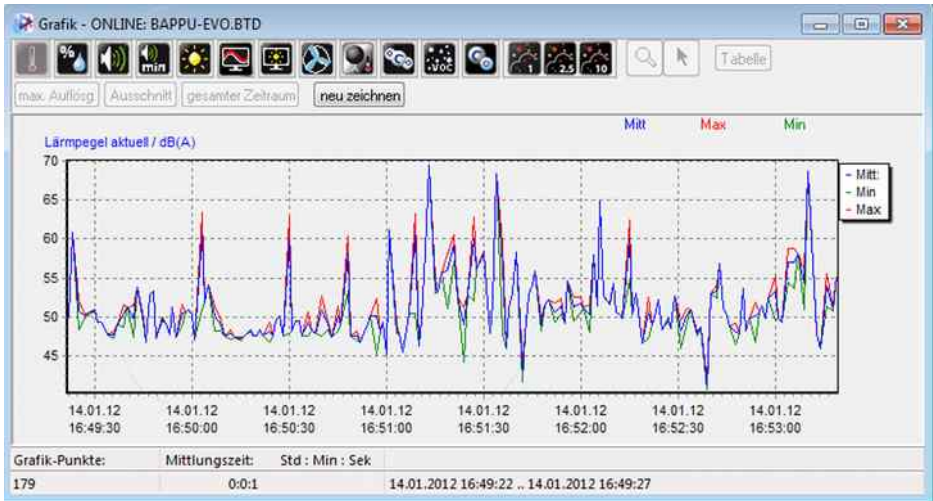 Grafik - ONLINE: BAPPU-EVO.BTD
% min VOC 1 2.5 10 Tabelle
max. Auflösg. Ausschnitt gesamter Zeitraum neu zeichnen
Mitt Max Min
Lärmpegel aktuell / dB(A)
70
65
60
55
50
45
Mitt:
Min
Max
14.01.12 14.01.12 14.01.12 14.01.12 14.01.12 14.01.12 14.01.12 14.01.12
16:49:30 16:50:00 16:50:30 16:51:00 16:51:30 16:52:00 16:52:30 16:53:00
Grafik-Punkte: Mittlungszeit: Std : Min : Sek
179 0:0:1 14.01.2012 16:49:22 .. 14.01.2012 16:49:27